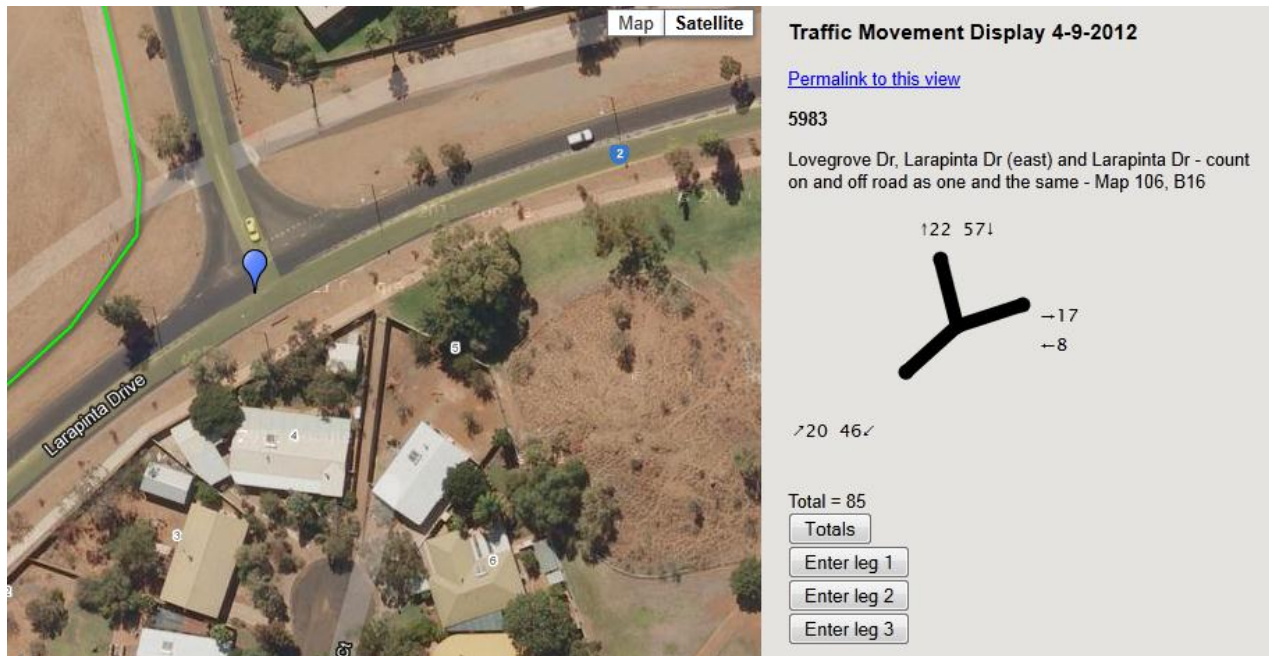 Map Satellite
2
Larapinta Drive
5
4
3
6
Ct
Traffic Movement Display 4-9-2012
Permalink to this view
5983
Lovegrove Dr, Larapinta Dr (east) and Larapinta Dr - count
on and off road as one and the same - Map 106, B16
↑22 57↓
→17
←8
↗20 46↙
Total = 85
Totals
Enter leg 1
Enter leg 2
Enter leg 3